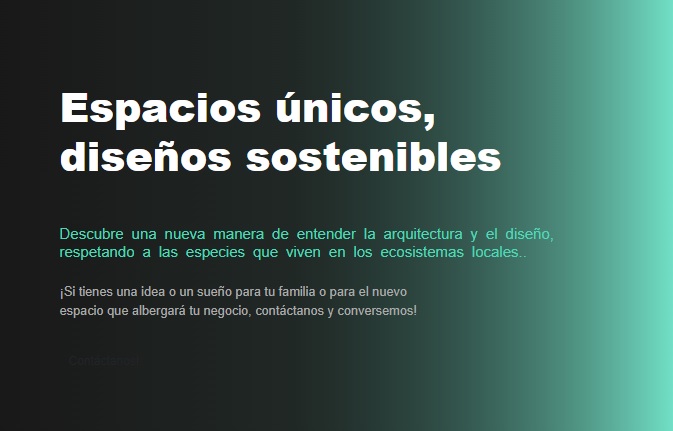 Espacios únicos,
diseños sostenibles
Descubre una nueva manera de entender la arquitectura y el diseño,
respetando a las especies que viven en los ecosistemas locales..
¡Si tienes una idea o un sueño para tu familia o para el nuevo
espacio que albergará tu negocio, contáctanos y conversemos!